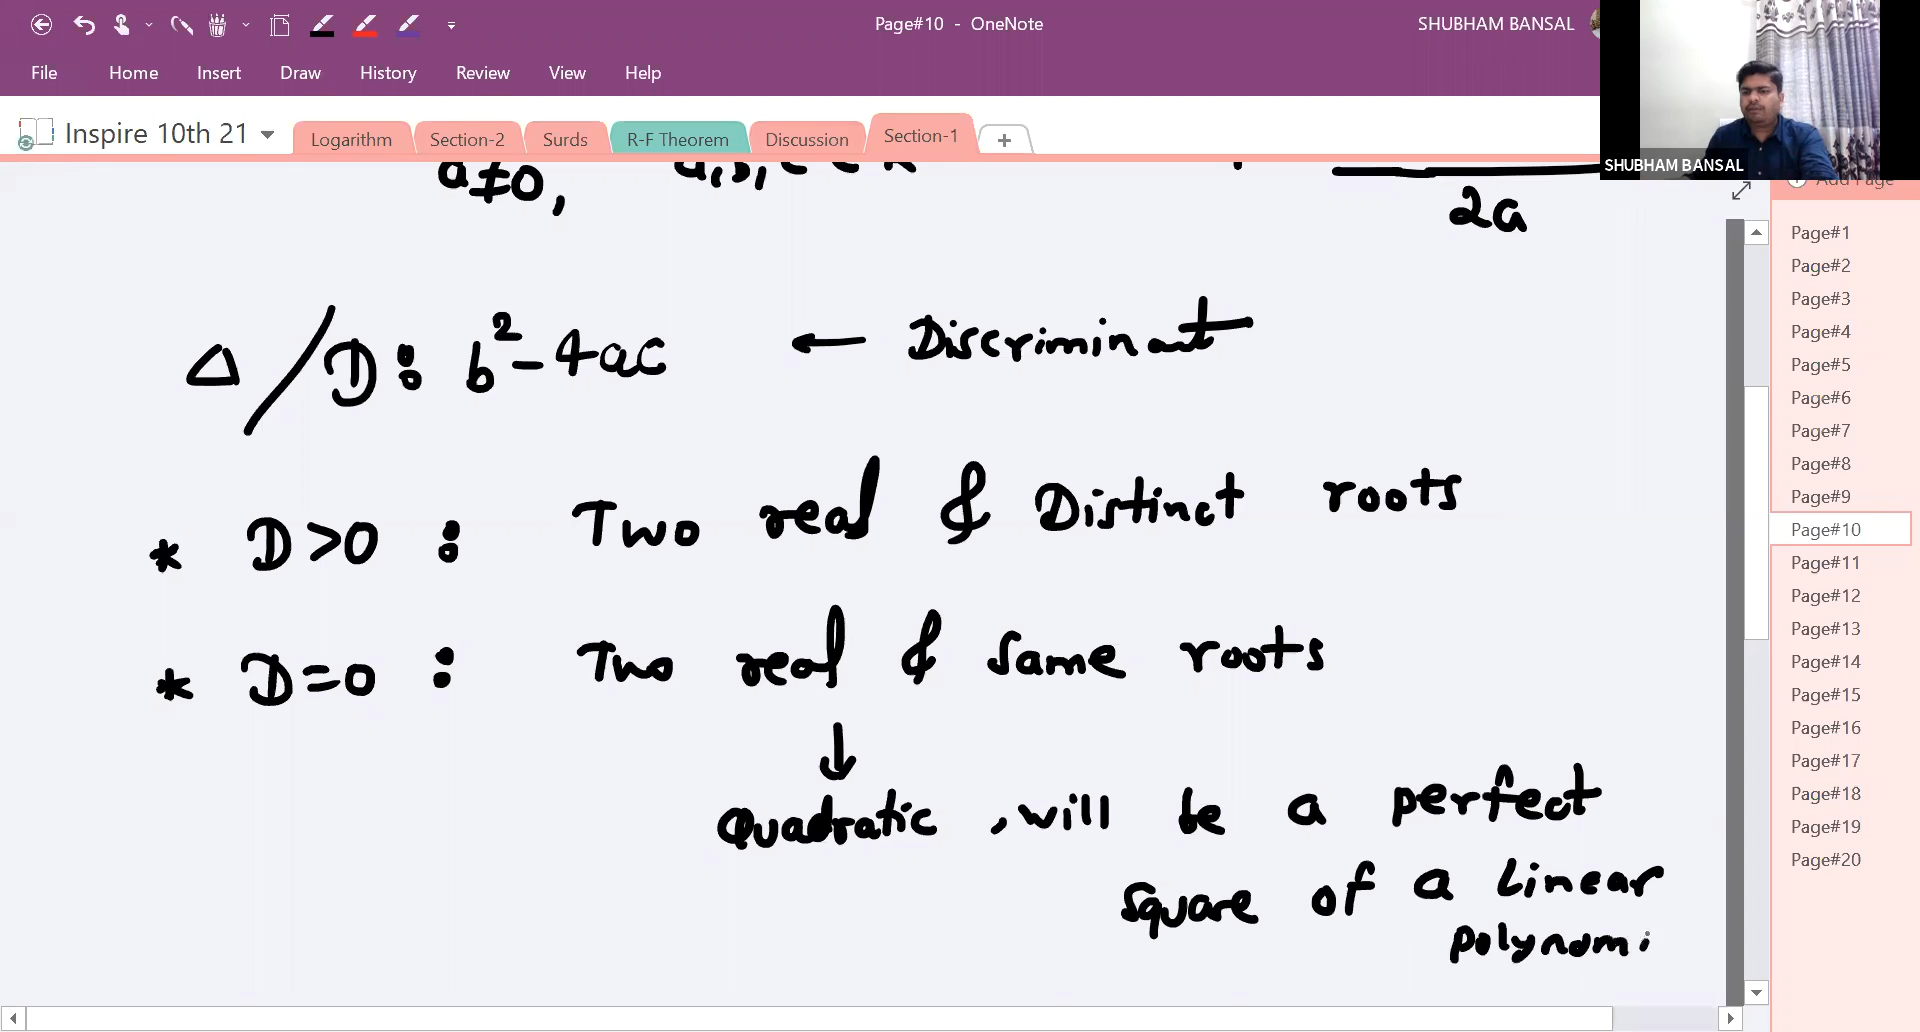 Page#10 - OneNote
SHUBHAM BANSAL
File Home Insert Draw History Review View Help
Inspire 10th 21
Logarithm Section-2 Surds R-F Theorem Discussion Section-1 +
SHUBHAM BANSAL
Add Page
a≠0,
2a
Δ/D: b²-4ac ← Discriminant
* D>0 : Two real & Distinct roots
* D=0 : Two real & same roots
↓
Quadratic, will be a perfect
square of a Linear
polynomi
Page#1
Page#2
Page#3
Page#4
Page#5
Page#6
Page#7
Page#8
Page#9
Page#10
Page#11
Page#12
Page#13
Page#14
Page#15
Page#16
Page#17
Page#18
Page#19
Page#20